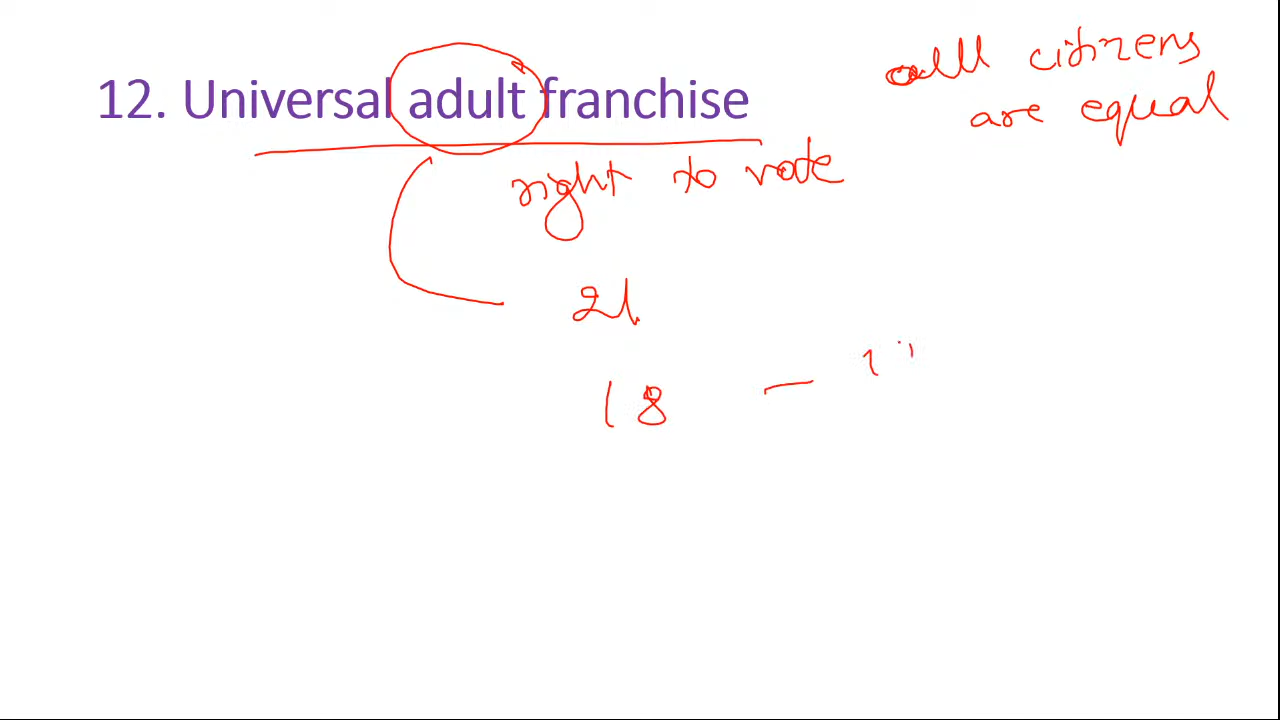 12. Universal adult franchise
all citizens
are equal
right to vote
21
18 –